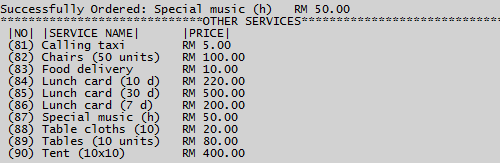 Successfully Ordered: Special music (h)   RM 50.00
*****************************OTHER SERVICES*****************************
|NO| |SERVICE NAME|      |PRICE|
(81) Calling taxi        RM 5.00
(82) Chairs (50 units)   RM 100.00
(83) Food delivery       RM 10.00
(84) Lunch card (10 d)   RM 220.00
(85) Lunch card (30 d)   RM 500.00
(86) Lunch card (7 d)    RM 200.00
(87) Special music (h)   RM 50.00
(88) Table cloths (10)   RM 20.00
(89) Tables (10 units)   RM 80.00
(90) Tent (10x10)        RM 400.00